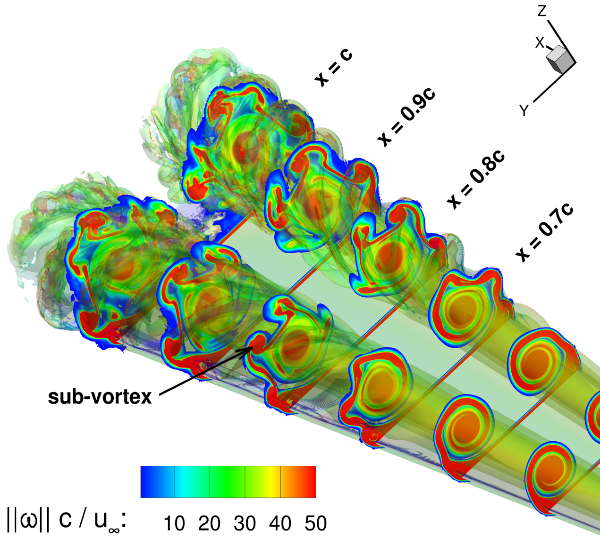 Z
X
Y
x = c
x = 0.9c
x = 0.8c
x = 0.7c
sub-vortex
||ω|| c / u∞:
10 20 30 40 50